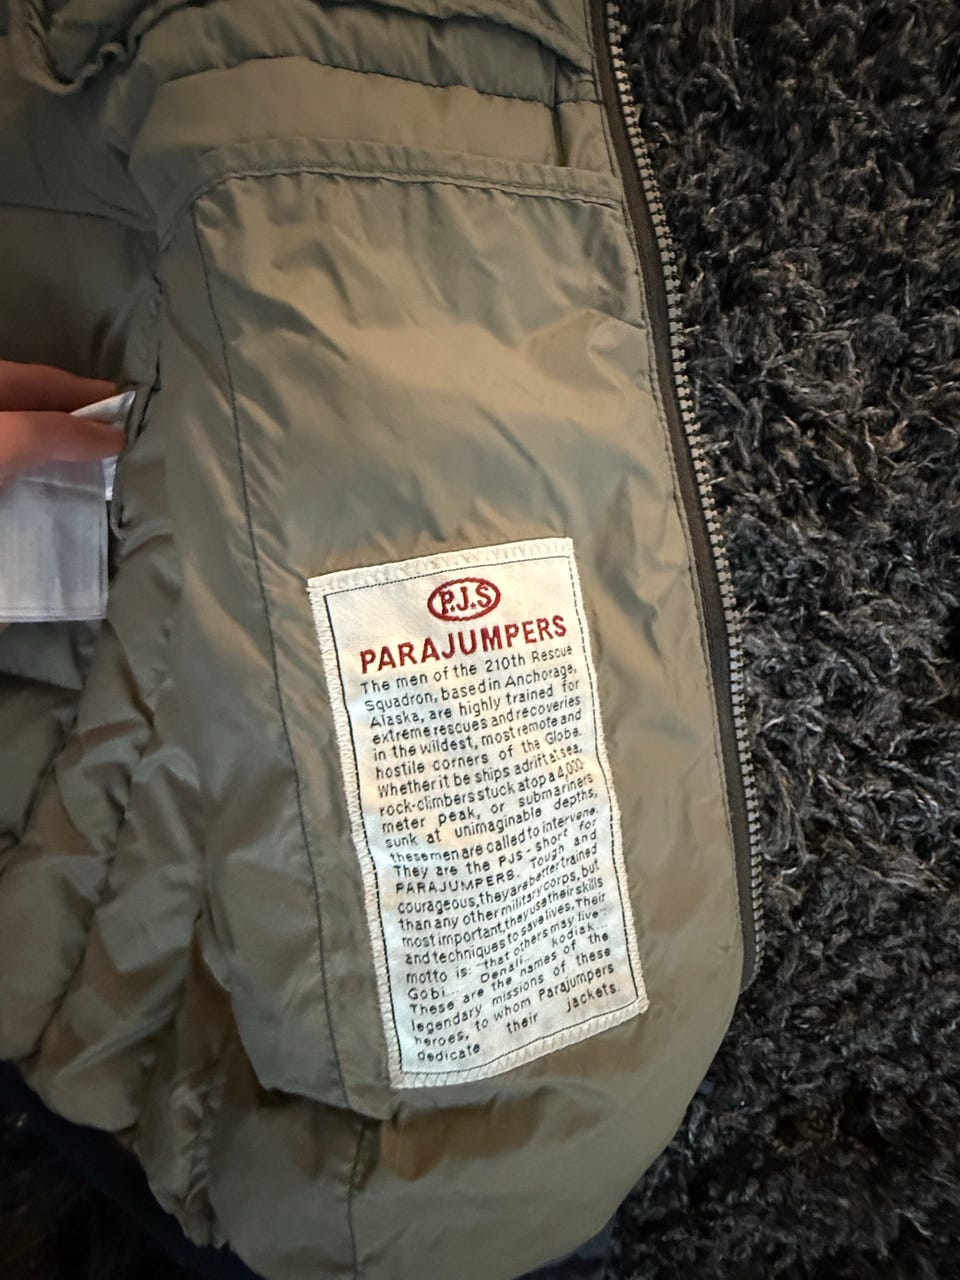 P.J.S
PARAJUMPERS
The men of the 210th Rescue
Squadron, based in Anchorage,
Alaska, are highly trained for
extreme rescues and recoveries
in the wildest, most remote and
hostile corners of the Globe.
Whether it be ships adrift at sea,
rock-climbers stuck atop a 4,000-
meter peak, or submariners
sunk at unimaginable depths,
these men are called to intervene.
They are the PJS - short for
PARAJUMPERS. Tough and
courageous, they are better trained
than any other military corps, but
most important, they use their skills
and techniques to save lives, Their
motto is: "that others may live".
Gobi... Denali... kodiak...
These are the names of the
legendary missions of these
heroes, to whom Parajumpers
dedicate their jackets.